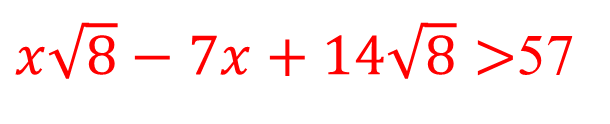 x√8 − 7x + 14√8 >57